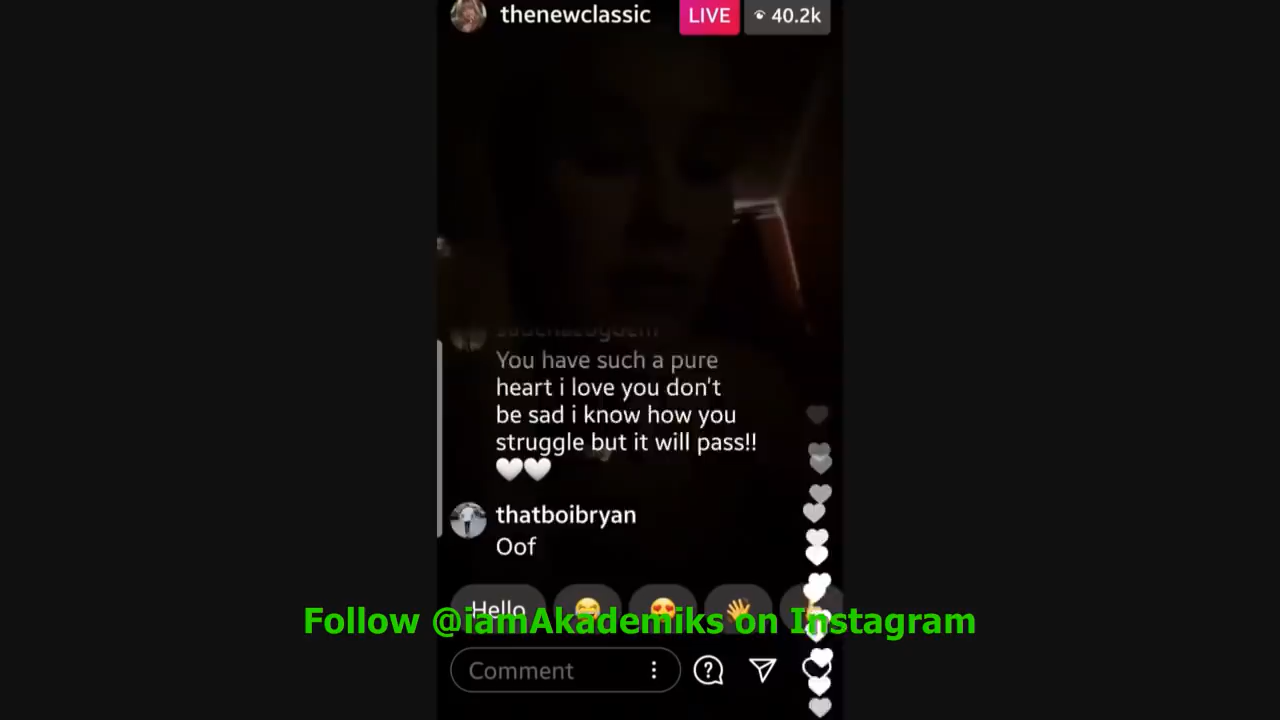 thenewclassic LIVE 40.2k
You have such a pure
heart i love you don't
be sad i know how you
struggle but it will pass!!
thatboibryan
Oof
Hello
Follow @iamAkademiks on Instagram
Comment